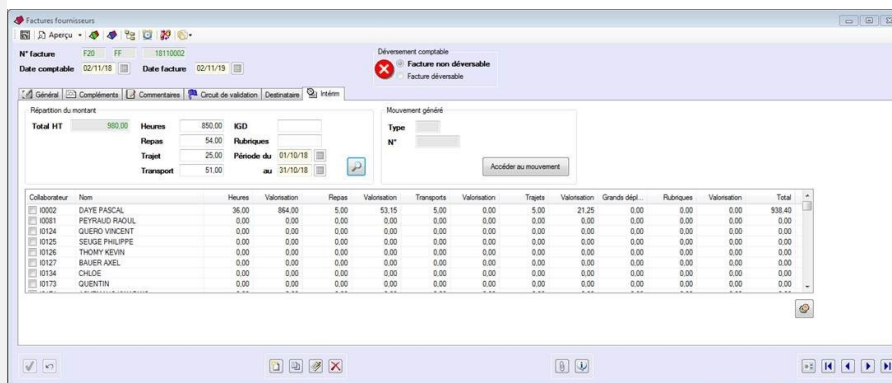 Factures fournisseurs
Aperçu
N° facture F20 FF 18110002
Date comptable 02/11/18 Date facture 02/11/19
Déversement comptable
Facture non déversable
Facture déversable
Général Compléments Commentaires Circuit de validation Destinataire Intérim
Répartition du montant
Total HT 980,00 Heures 850,00 IGD
Repas 54,00 Rubriques
Trajet 25,00 Période du 01/10/18
Transport 51,00 au 31/10/18
Mouvement généré
Type
N°
Accéder au mouvement
Collaborateur Nom Heures Valorisation Repas Valorisation Transports Valorisation Trajets Valorisation Grands dépl... Rubriques Valorisation Total
I0002 DAYE PASCAL 36,00 864,00 5,00 53,15 5,00 0,00 5,00 21,25 0,00 0,00 0,00 938,40
I0081 PEYRAUD RAOUL 0,00 0,00 0,00 0,00 0,00 0,00 0,00 0,00 0,00 0,00 0,00 0,00
I0124 QUERO VINCENT 0,00 0,00 0,00 0,00 0,00 0,00 0,00 0,00 0,00 0,00 0,00 0,00
I0125 SEUGE PHILIPPE 0,00 0,00 0,00 0,00 0,00 0,00 0,00 0,00 0,00 0,00 0,00 0,00
I0126 THOMY KEVIN 0,00 0,00 0,00 0,00 0,00 0,00 0,00 0,00 0,00 0,00 0,00 0,00
I0127 BAUER AXEL 0,00 0,00 0,00 0,00 0,00 0,00 0,00 0,00 0,00 0,00 0,00 0,00
I0134 CHLOE 0,00 0,00 0,00 0,00 0,00 0,00 0,00 0,00 0,00 0,00 0,00 0,00
I0173 QUENTIN 0,00 0,00 0,00 0,00 0,00 0,00 0,00 0,00 0,00 0,00 0,00 0,00